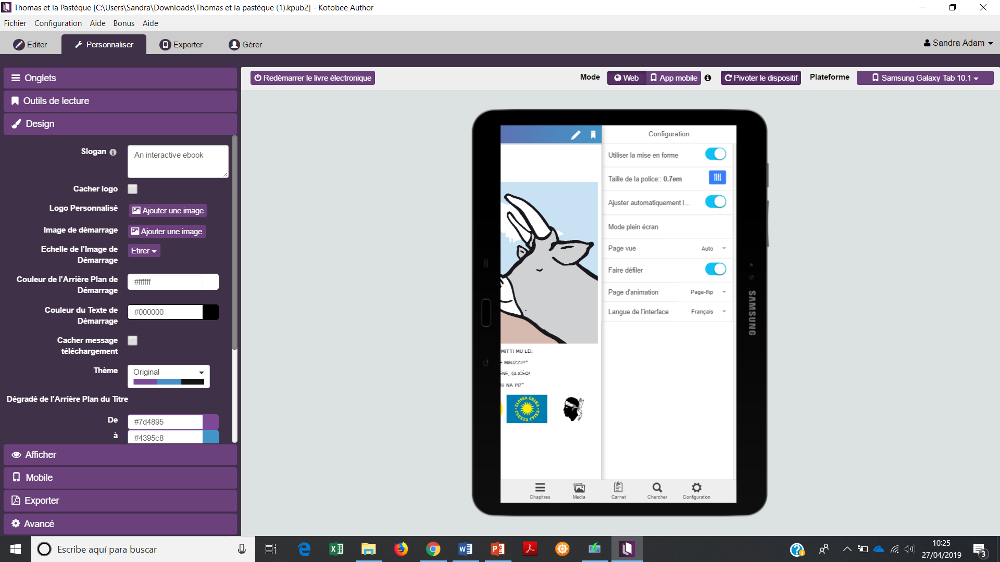 Thomas et la Pastèque [C:\Users\Sandra\Downloads\Thomas et la pastèque (1).kpub2] - Kotobee Author
Fichier Configuration Aide Bonus Aide
Editer Personnaliser Exporter Gérer Sandra Adam
Onglets
Redémarrer le livre électronique Mode Web App mobile Pivoter le dispositif Plateforme Samsung Galaxy Tab 10.1
Outils de lecture
Design
Slogan An interactive ebook
Cacher logo
Logo Personnalisé Ajouter une image
Image de démarrage Ajouter une image
Echelle de l'Image de
Démarrage
Etirer
Couleur de l'Arrière Plan de
Démarrage
#ffffff
Couleur du Texte de
Démarrage
#000000
Cacher message
téléchargement
Thème Original
Dégradé de l'Arrière Plan du Titre
De #7d4895
à #4395c8
Afficher
Mobile
Exporter
Avancé
Configuration
Utiliser la mise en forme
Taille de la police:: 0.7em
Ajuster automatiquement l...
Mode plein écran
Page vue Auto
Faire défiler
Page d'animation Page-flip
Langue de l'interface Français
MITTI MU LEI:
E MIRIZZI?!"
ENE, GLICÈO!
RI NA PI?"
GLOSSA GRIKA
ΓΛΩΣΣΑ ΓΡΙΚΑ
Chapitres Media Carnet Chercher Configuration
SAMSUNG
Escribe aquí para buscar
10:25
27/04/2019
3